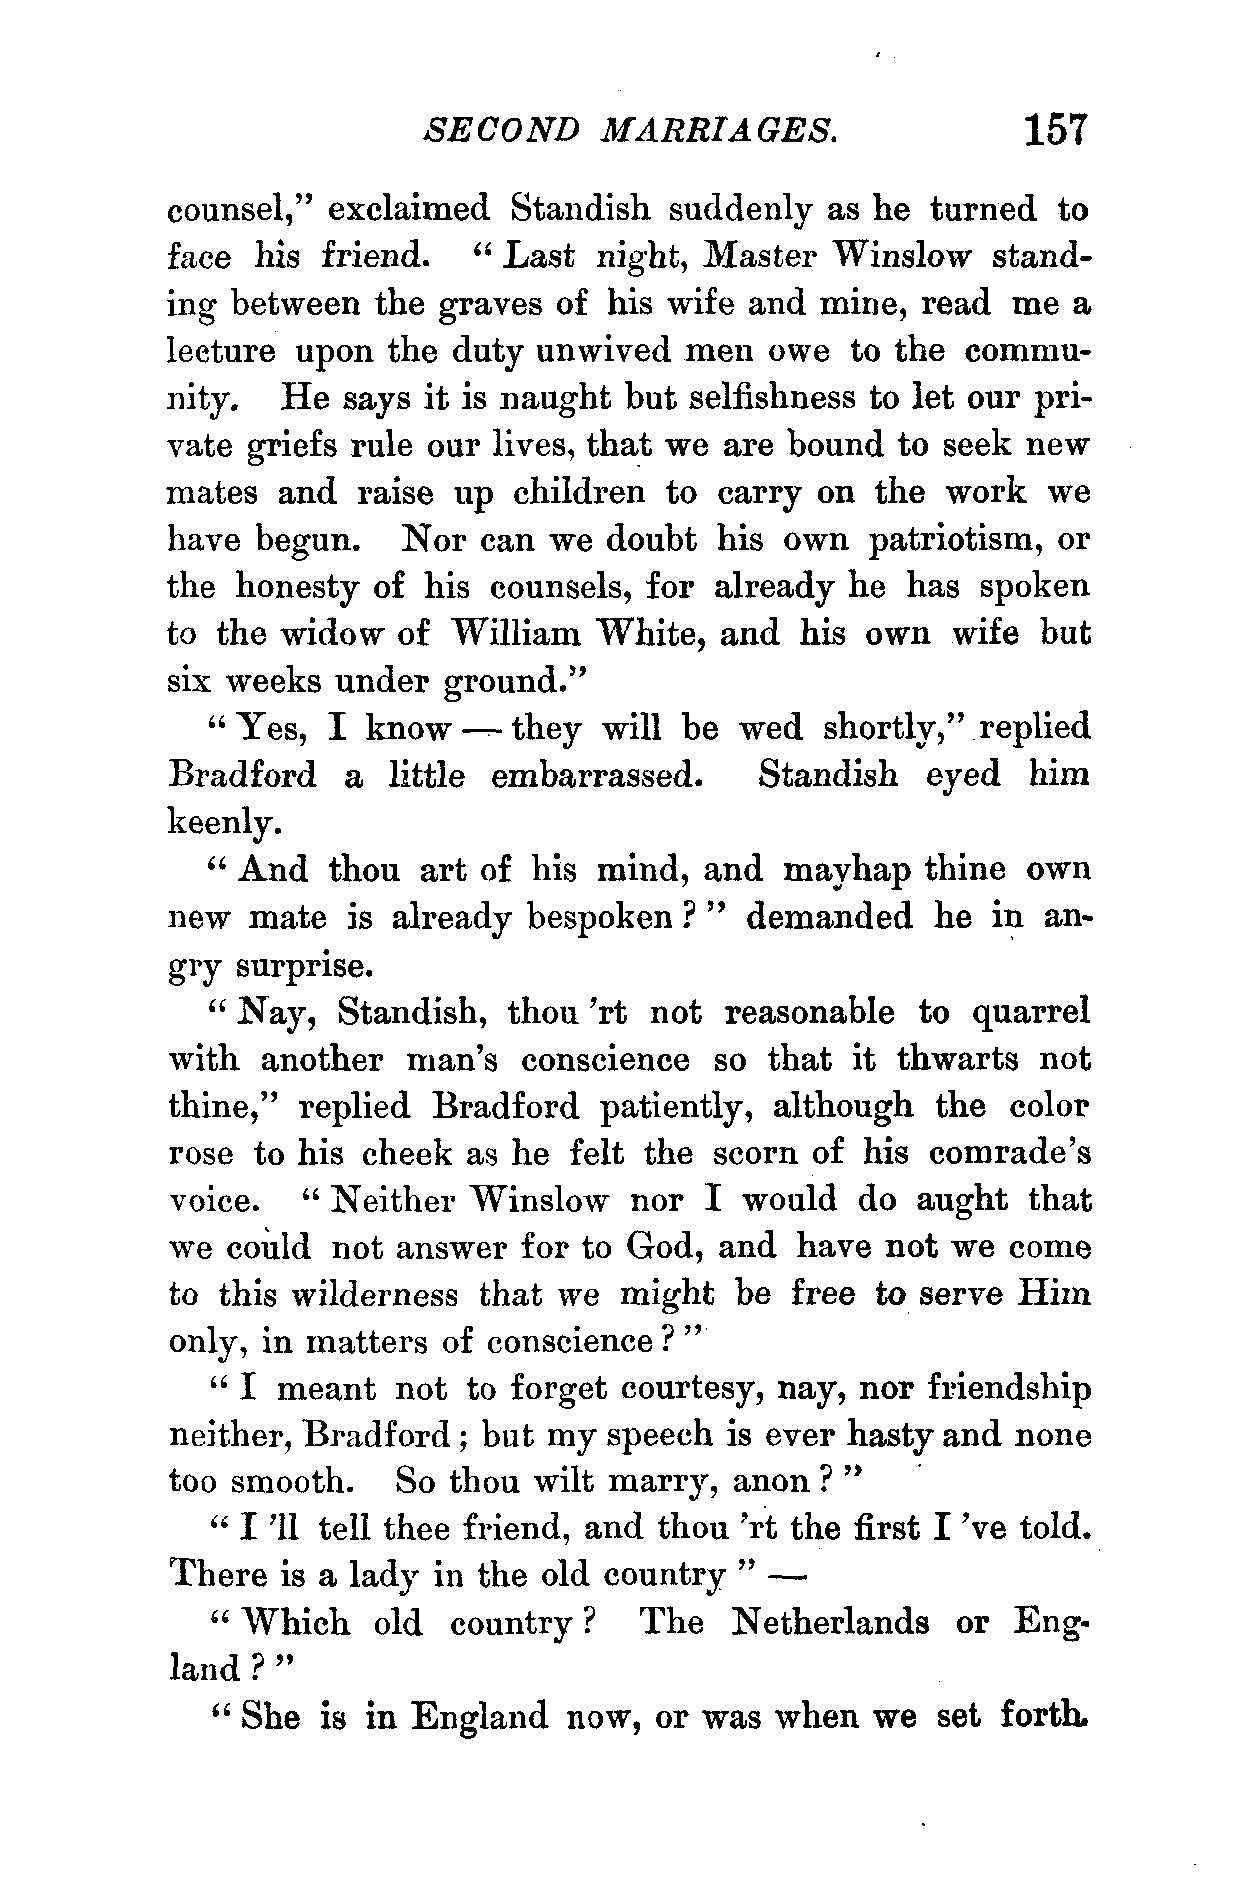 SECOND MARRIAGES. 157
counsel,” exclaimed Standish suddenly as he turned to
face his friend. “ Last night, Master Winslow stand-
ing between the graves of his wife and mine, read me a
lecture upon the duty unwived men owe to the commu-
nity. He says it is naught but selfishness to let our pri-
vate griefs rule our lives, that we are bound to seek new
mates and raise up children to carry on the work we
have begun. Nor can we doubt his own patriotism, or
the honesty of his counsels, for already he has spoken
to the widow of William White, and his own wife but
six weeks under ground.”
“ Yes, I know — they will be wed shortly,” replied
Bradford a little embarrassed. Standish eyed him
keenly.
“ And thou art of his mind, and mayhap thine own
new mate is already bespoken ? ” demanded he in an-
gry surprise.
“ Nay, Standish, thou ’rt not reasonable to quarrel
with another man’s conscience so that it thwarts not
thine,” replied Bradford patiently, although the color
rose to his cheek as he felt the scorn of his comrade’s
voice. “ Neither Winslow nor I would do aught that
we could not answer for to God, and have not we come
to this wilderness that we might be free to serve Him
only, in matters of conscience ? ”
“ I meant not to forget courtesy, nay, nor friendship
neither, Bradford ; but my speech is ever hasty and none
too smooth. So thou wilt marry, anon ? ”
“ I ’ll tell thee friend, and thou ’rt the first I ’ve told.
There is a lady in the old country ” —
“ Which old country ? The Netherlands or Eng-
land ? ”
“ She is in England now, or was when we set forth.